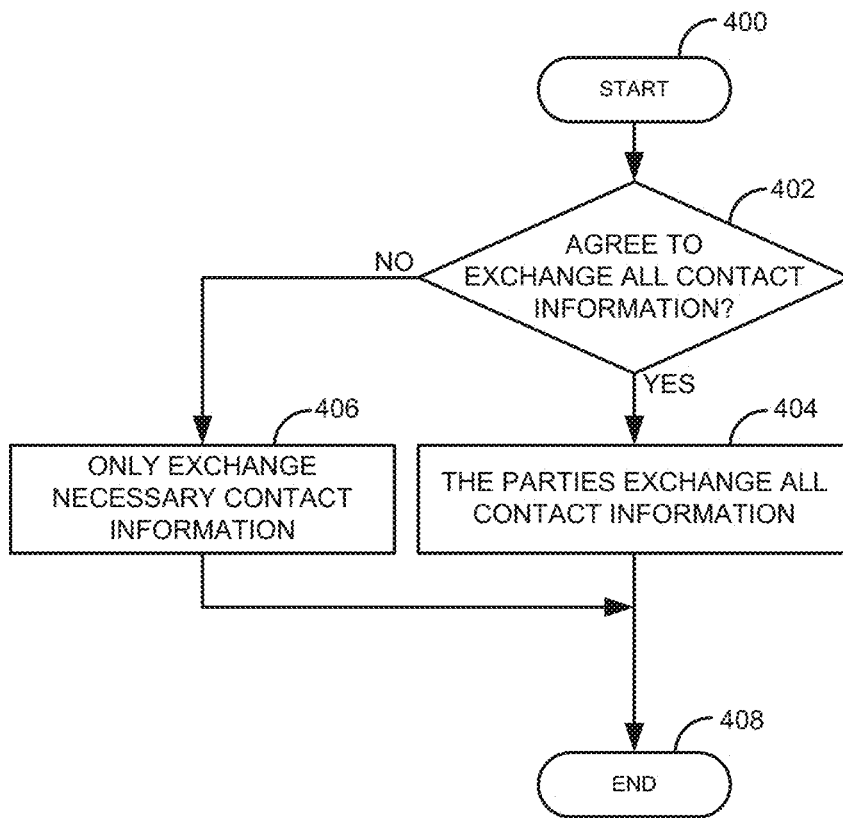 400
START
402
AGREE TO
EXCHANGE ALL CONTACT
INFORMATION?
NO
YES
406
404
ONLY EXCHANGE
NECESSARY CONTACT
INFORMATION
THE PARTIES EXCHANGE ALL
CONTACT INFORMATION
408
END